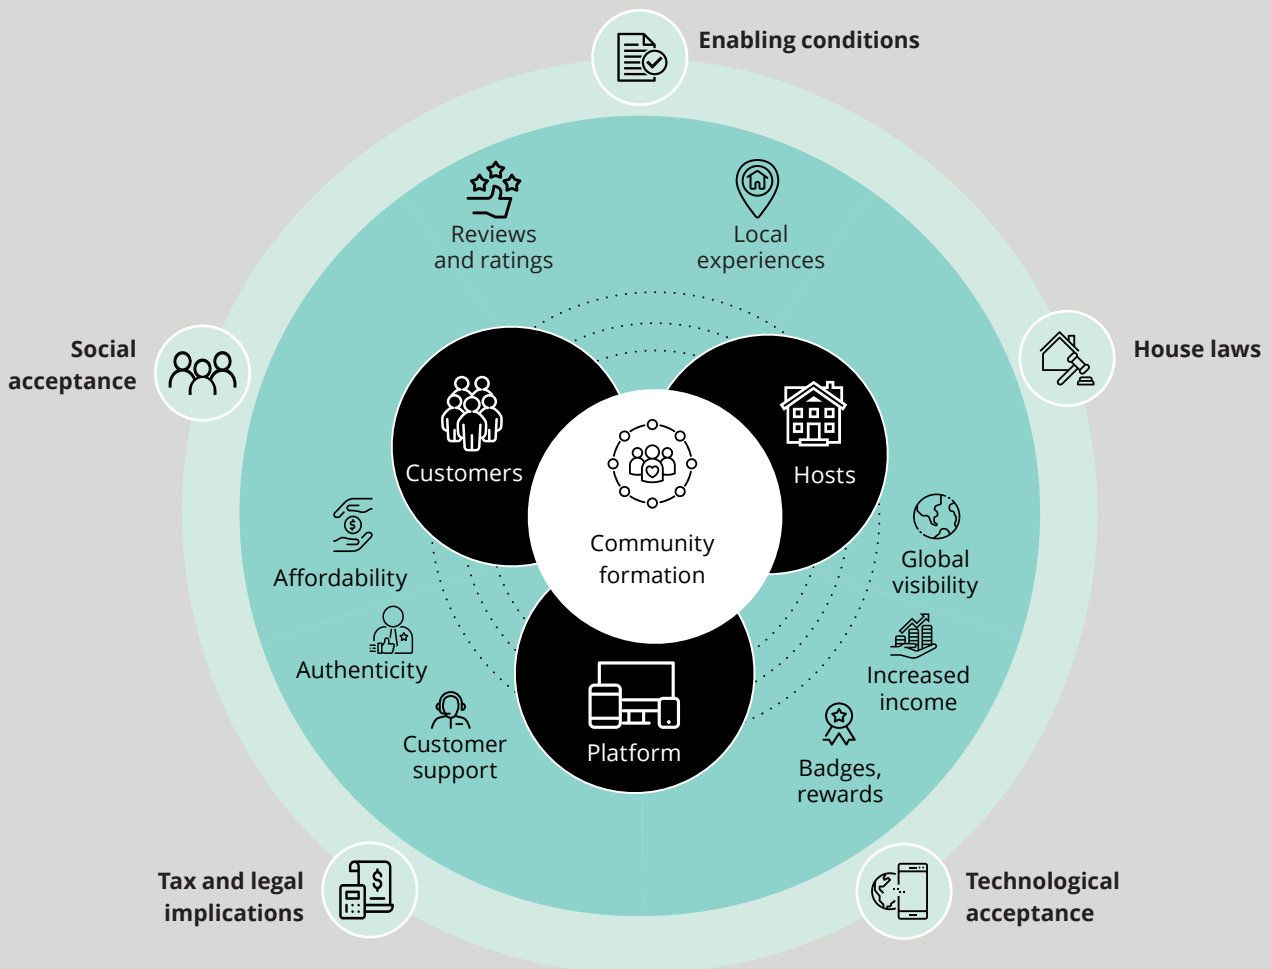 Enabling conditions
Reviews
and ratings
Local
experiences
Social
acceptance
House laws
Customers
Hosts
Community
formation
Affordability
Global
visibility
Authenticity
Increased
income
Customer
support
Platform
Badges,
rewards
Tax and legal
implications
Technological
acceptance